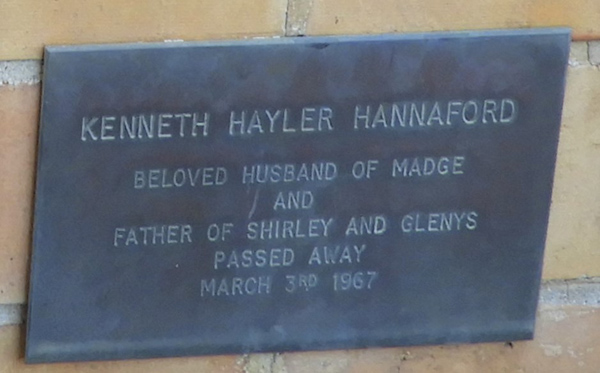 KENNETH HAYLER HANNAFORD
BELOVED HUSBAND OF MADGE
AND
FATHER OF SHIRLEY AND GLENYS
PASSED AWAY
MARCH 3RD 1967